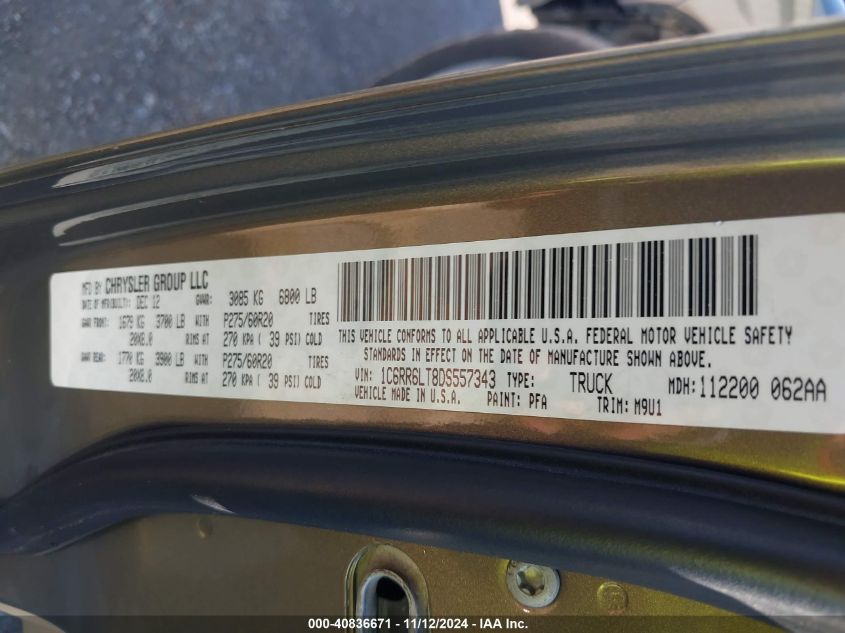 MFD BY CHRYSLER GROUP LLC
DATE OF MFR/BUILT: DEC 12 GVWR: 3085 KG 6800 LB
GAWR FRONT: 1679 KG 3700 LB WITH P275/60R20 TIRES
20X8.0 RIMS AT 270 KPA ( 39 PSI) COLD
GAWR REAR: 1770 KG 3900 LB WITH P275/60R20 TIRES
20X8.0 RIMS AT 270 KPA ( 39 PSI) COLD
THIS VEHICLE CONFORMS TO ALL APPLICABLE U.S.A. FEDERAL MOTOR VEHICLE SAFETY
STANDARDS IN EFFECT ON THE DATE OF MANUFACTURE SHOWN ABOVE.
VIN: 1C6RR6LT8DS557343 TYPE: TRUCK MDH: 112200 062AA
VEHICLE MADE IN U.S.A. PAINT: PFA TRIM: M9U1
000-40836671 - 11/12/2024 - IAAI Inc.